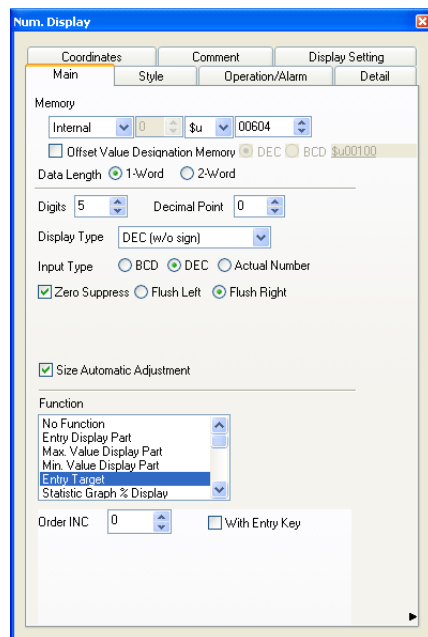 Num. Display
Coordinates Comment Display Setting
Main Style Operation/Alarm Detail
Memory
Internal 0 $u 00604
Offset Value Designation Memory DEC BCD $u00100
Data Length 1-Word 2-Word
Digits 5 Decimal Point 0
Display Type DEC (w/o sign)
Input Type BCD DEC Actual Number
Zero Suppress Flush Left Flush Right
Size Automatic Adjustment
Function
No Function
Entry Display Part
Max. Value Display Part
Min. Value Display Part
Entry Target
Statistic Graph % Display
Order INC 0 With Entry Key